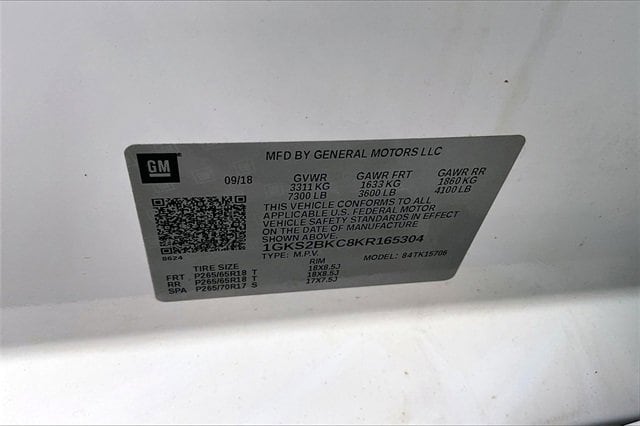 GM
MFD BY GENERAL MOTORS LLC
09/18 GVWR GAWR FRT GAWR RR
3311 KG 1633 KG 1860 KG
7300 LB 3600 LB 4100 LB
THIS VEHICLE CONFORMS TO ALL
APPLICABLE U.S. FEDERAL MOTOR
VEHICLE SAFETY STANDARDS IN EFFECT
ON THE DATE OF MANUFACTURE
1GKS2BKC8KR165304
8624
TYPE: M.P.V. MODEL: 84TK15706
TIRE SIZE RIM
FRT P265/65R18 T 18X8.5J
RR P265/65R18 T 18X8.5J
SPA P265/70R17 S 17X7.5J